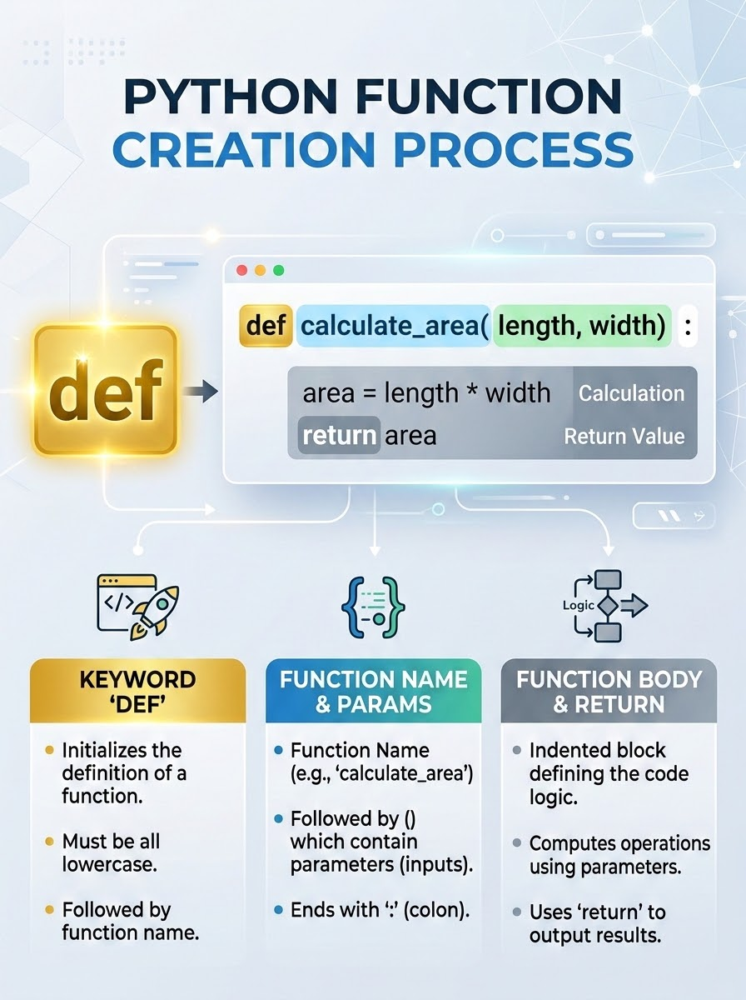 PYTHON FUNCTION
CREATION PROCESS
def
def calculate_area(length, width) :
area = length * width Calculation
return area Return Value
</>
Logic
KEYWORD
‘DEF’
Initializes the
definition of a
function.
Must be all
lowercase.
Followed by
function name.
FUNCTION NAME
& PARAMS
Function Name
(e.g., ‘calculate_area’)
Followed by ()
which contain
parameters (inputs).
Ends with ‘:’ (colon).
FUNCTION BODY
& RETURN
Indented block
defining the code
logic.
Computes operations
using parameters.
Uses ‘return’ to
output results.